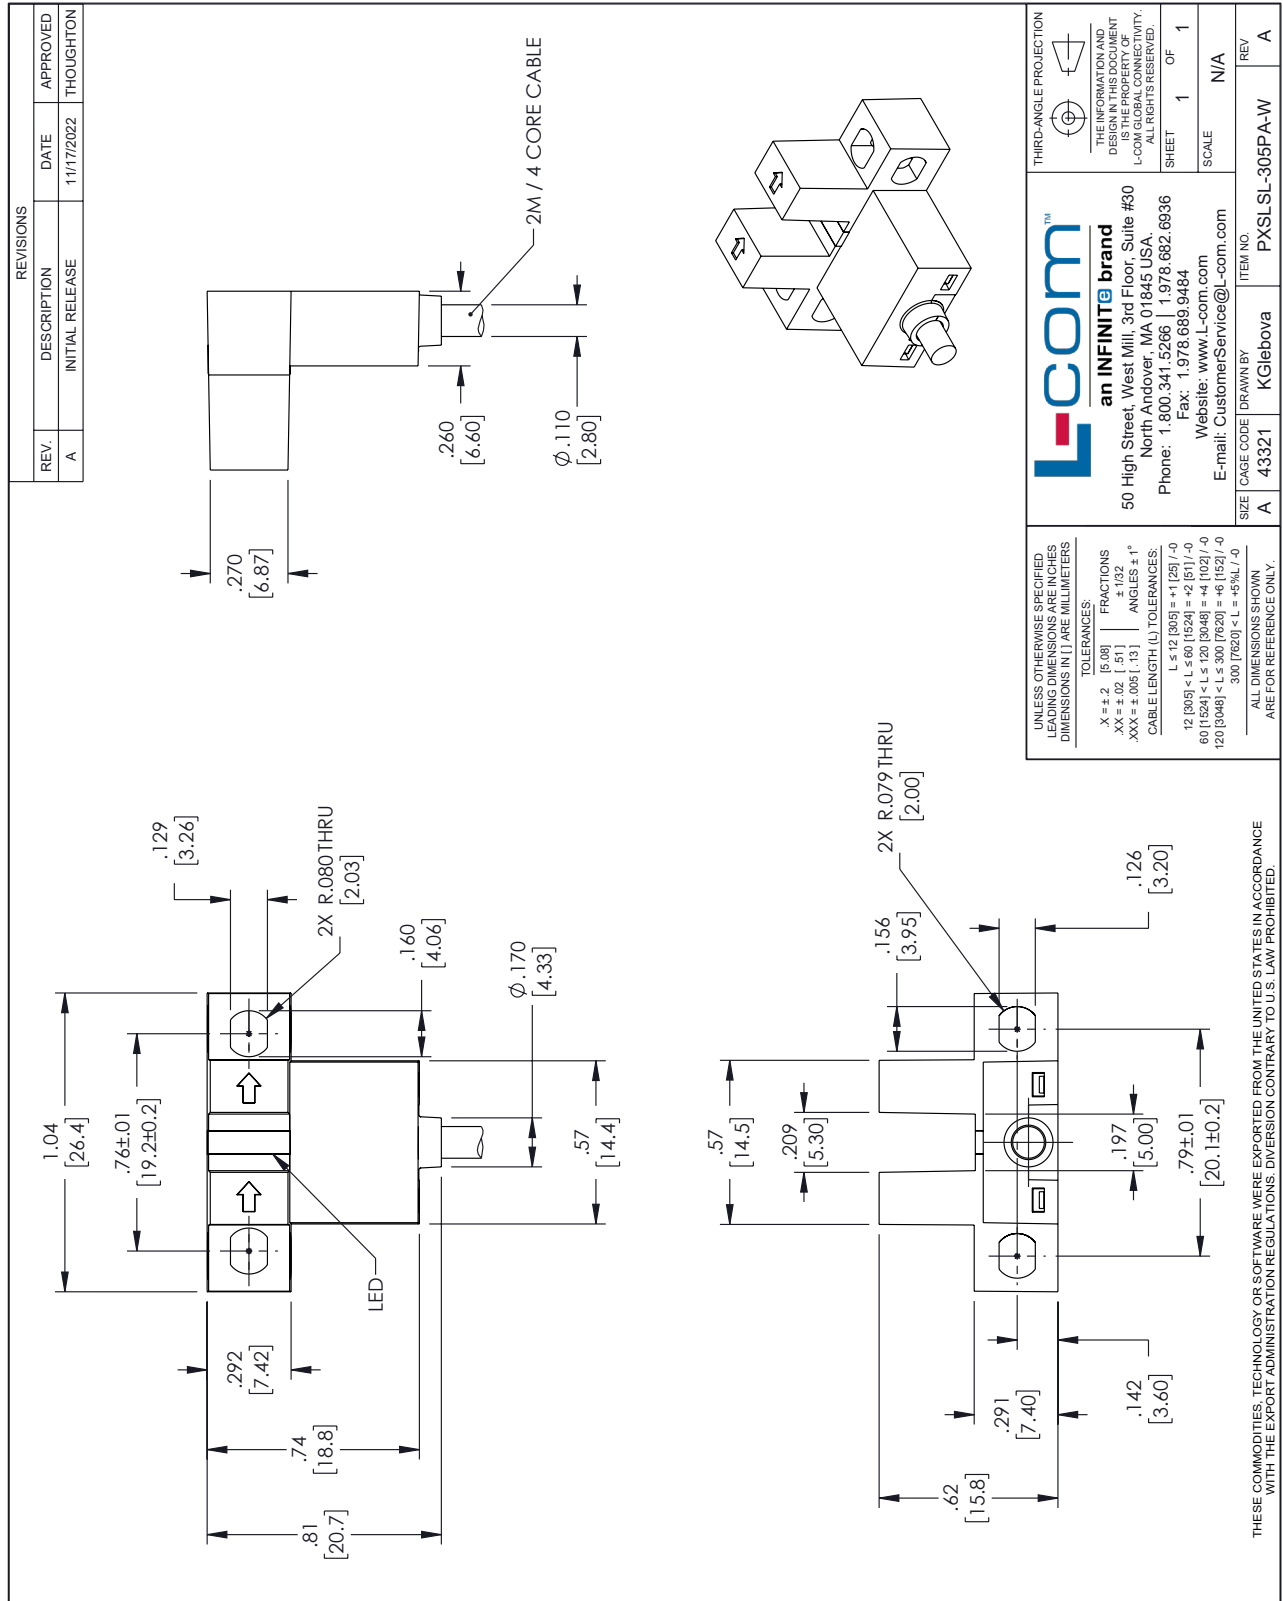 REVISIONS
REV. DESCRIPTION DATE APPROVED
A INITIAL RELEASE 11/17/2022 THOUGHTON
1.04
[26.4]
.76±.01
[19.2±0.2]
.129
[3.26]
2X R.080 THRU
[2.03]
.160
[4.06]
Ø.170
[4.33]
.57
[14.4]
LED
.292
[7.42]
.74
[18.8]
.81
[20.7]
.270
[6.87]
.260
[6.60]
Ø.110
[2.80]
2M / 4 CORE CABLE
.57
[14.5]
.209
[5.30]
.156
[3.95]
2X R.079 THRU
[2.00]
.126
[3.20]
.197
[5.00]
.79±.01
[20.1±0.2]
.142
[3.60]
.291
[7.40]
.62
[15.8]
UNLESS OTHERWISE SPECIFIED
LEADING DIMENSIONS ARE INCHES
DIMENSIONS IN [ ] ARE MILLIMETERS
TOLERANCES:
.X = ± .2 [5.08] FRACTIONS
.XX = ± .02 [ .51] ± 1/32
.XXX = ± .005 [ .13 ] ANGLES ± 1°
CABLE LENGTH (L) TOLERANCES:
L ≤ 12 [305] = +1 [25] / -0
12 [305] < L ≤ 60 [1524] = +2 [51] / -0
60 [1524] < L ≤ 120 [3048] = +4 [102] / -0
120 [3048] < L ≤ 300 [7620] = +6 [152] / -0
300 [7620] < L = +5%L / -0
ALL DIMENSIONS SHOWN
ARE FOR REFERENCE ONLY.
L-com™
an INFINITe brand
50 High Street, West Mill, 3rd Floor, Suite #30
North Andover, MA 01845 USA.
Phone: 1.800.341.5266 | 1.978.682.6936
Fax: 1.978.689.9484
Website: www.L-com.com
E-mail: CustomerService@L-com.com
THIRD-ANGLE PROJECTION
THE INFORMATION AND
DESIGN IN THIS DOCUMENT
IS THE PROPERTY OF
L-COM GLOBAL CONNECTIVITY.
ALL RIGHTS RESERVED.
SHEET 1 OF 1
SCALE N/A
SIZE CAGE CODE DRAWN BY ITEM NO. REV
A 43321 KGlebova PXSLSL-305PA-W A
THESE COMMODITIES, TECHNOLOGY OR SOFTWARE WERE EXPORTED FROM THE UNITED STATES IN ACCORDANCE
WITH THE EXPORT ADMINISTRATION REGULATIONS. DIVERSION CONTRARY TO U.S. LAW PROHIBITED.